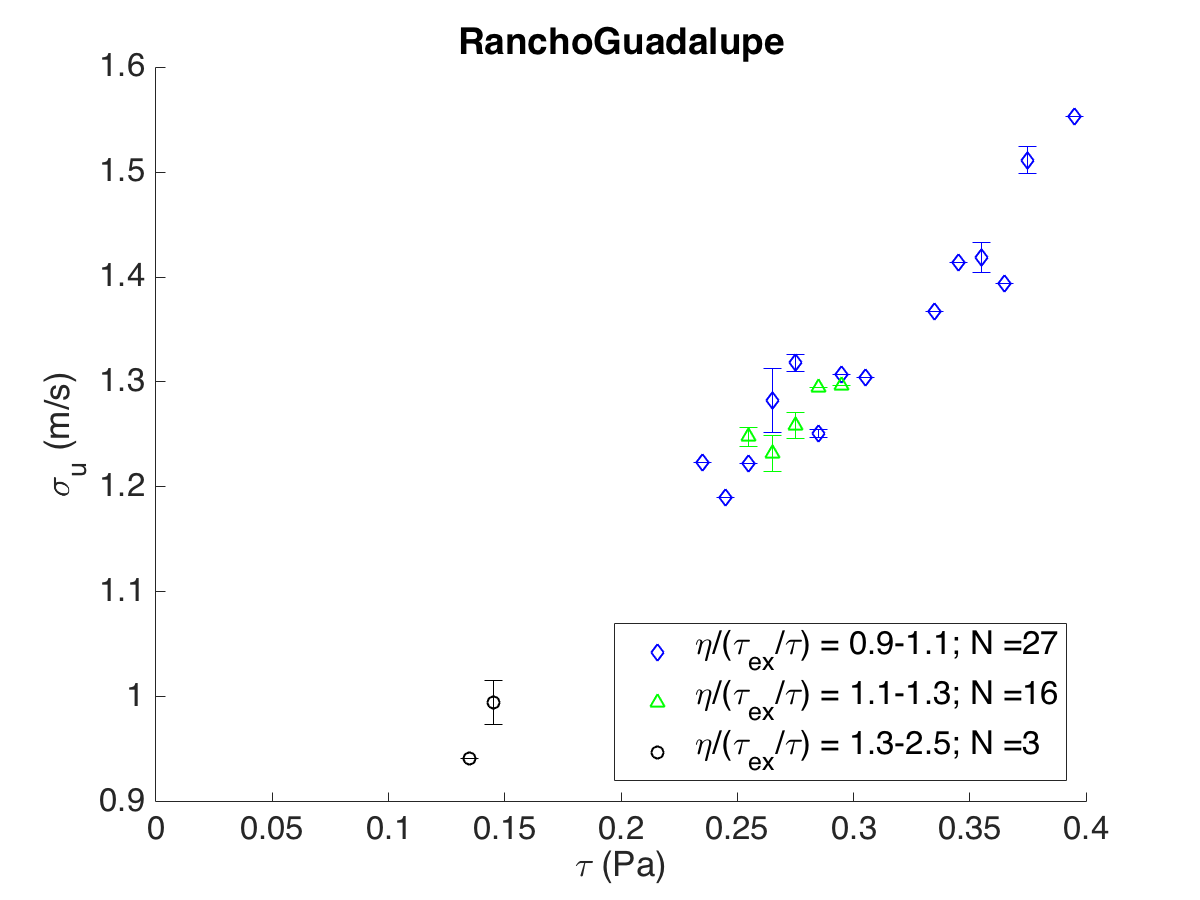 RanchoGuadalupe
1.6
1.5
1.4
1.3
1.2
1.1
1
0.9
σu (m/s)
η/(τex/τ) = 0.9-1.1; N =27
η/(τex/τ) = 1.1-1.3; N =16
η/(τex/τ) = 1.3-2.5; N =3
0 0.05 0.1 0.15 0.2 0.25 0.3 0.35 0.4
τ (Pa)